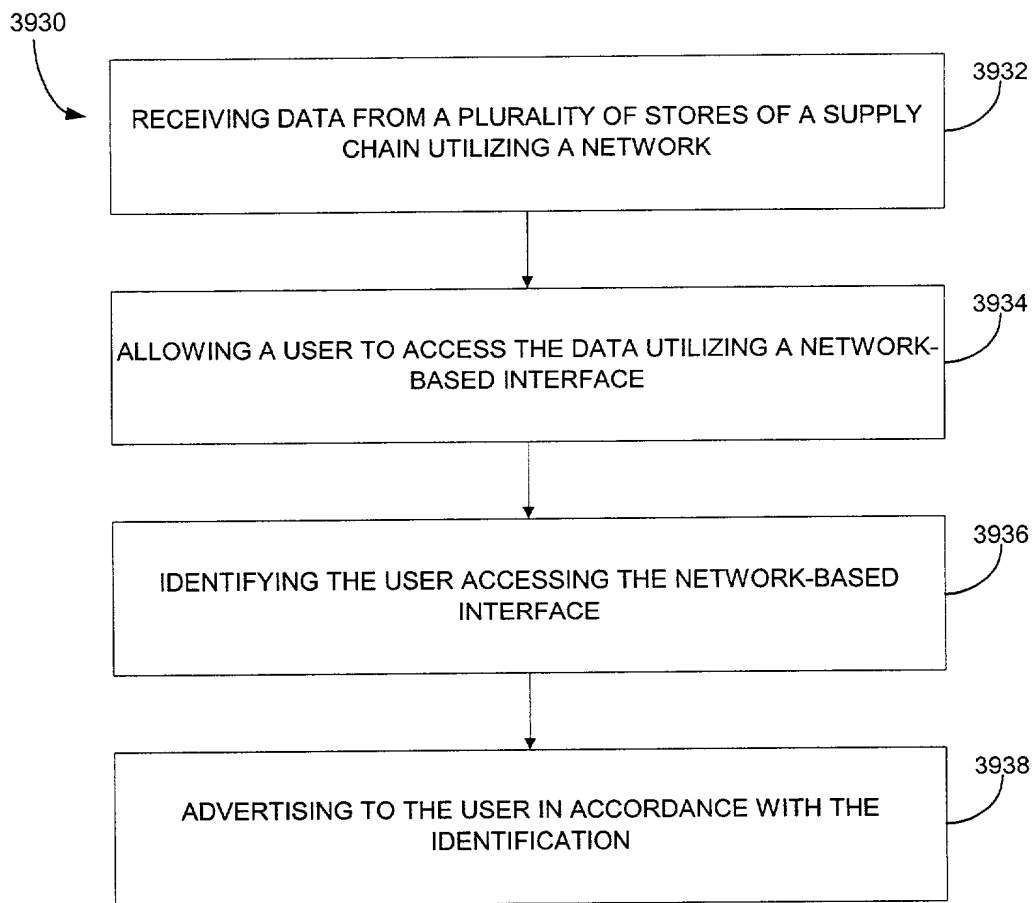 3930
3932
RECEIVING DATA FROM A PLURALITY OF STORES OF A SUPPLY
CHAIN UTILIZING A NETWORK
3934
ALLOWING A USER TO ACCESS THE DATA UTILIZING A NETWORK-
BASED INTERFACE
3936
IDENTIFYING THE USER ACCESSING THE NETWORK-BASED
INTERFACE
3938
ADVERTISING TO THE USER IN ACCORDANCE WITH THE
IDENTIFICATION